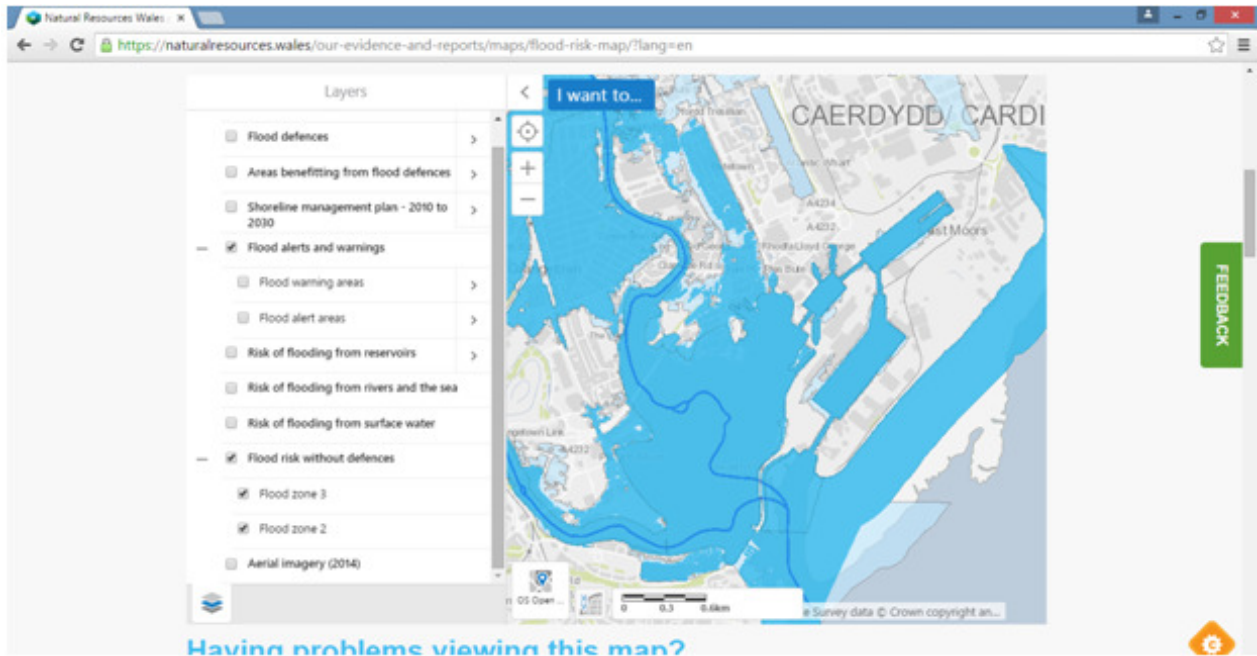 Natural Resources Wales /
https://naturalresources.wales/our-evidence-and-reports/maps/flood-risk-map/?lang=en
Layers
Flood defences
Areas benefitting from flood defences
Shoreline management plan - 2010 to
2030
Flood alerts and warnings
Flood warning areas
Flood alert areas
Risk of flooding from reservoirs
Risk of flooding from rivers and the sea
Risk of flooding from surface water
Flood risk without defences
Flood zone 3
Flood zone 2
Aerial imagery (2014)
I want to...
CAERDYDD/ CARDI
A4234
A4232
ast Moors
A4232
OS Open ...
0 0.3 0.6km
e Survey data © Crown copyright an...
FEEDBACK
Having problems viewing this map?